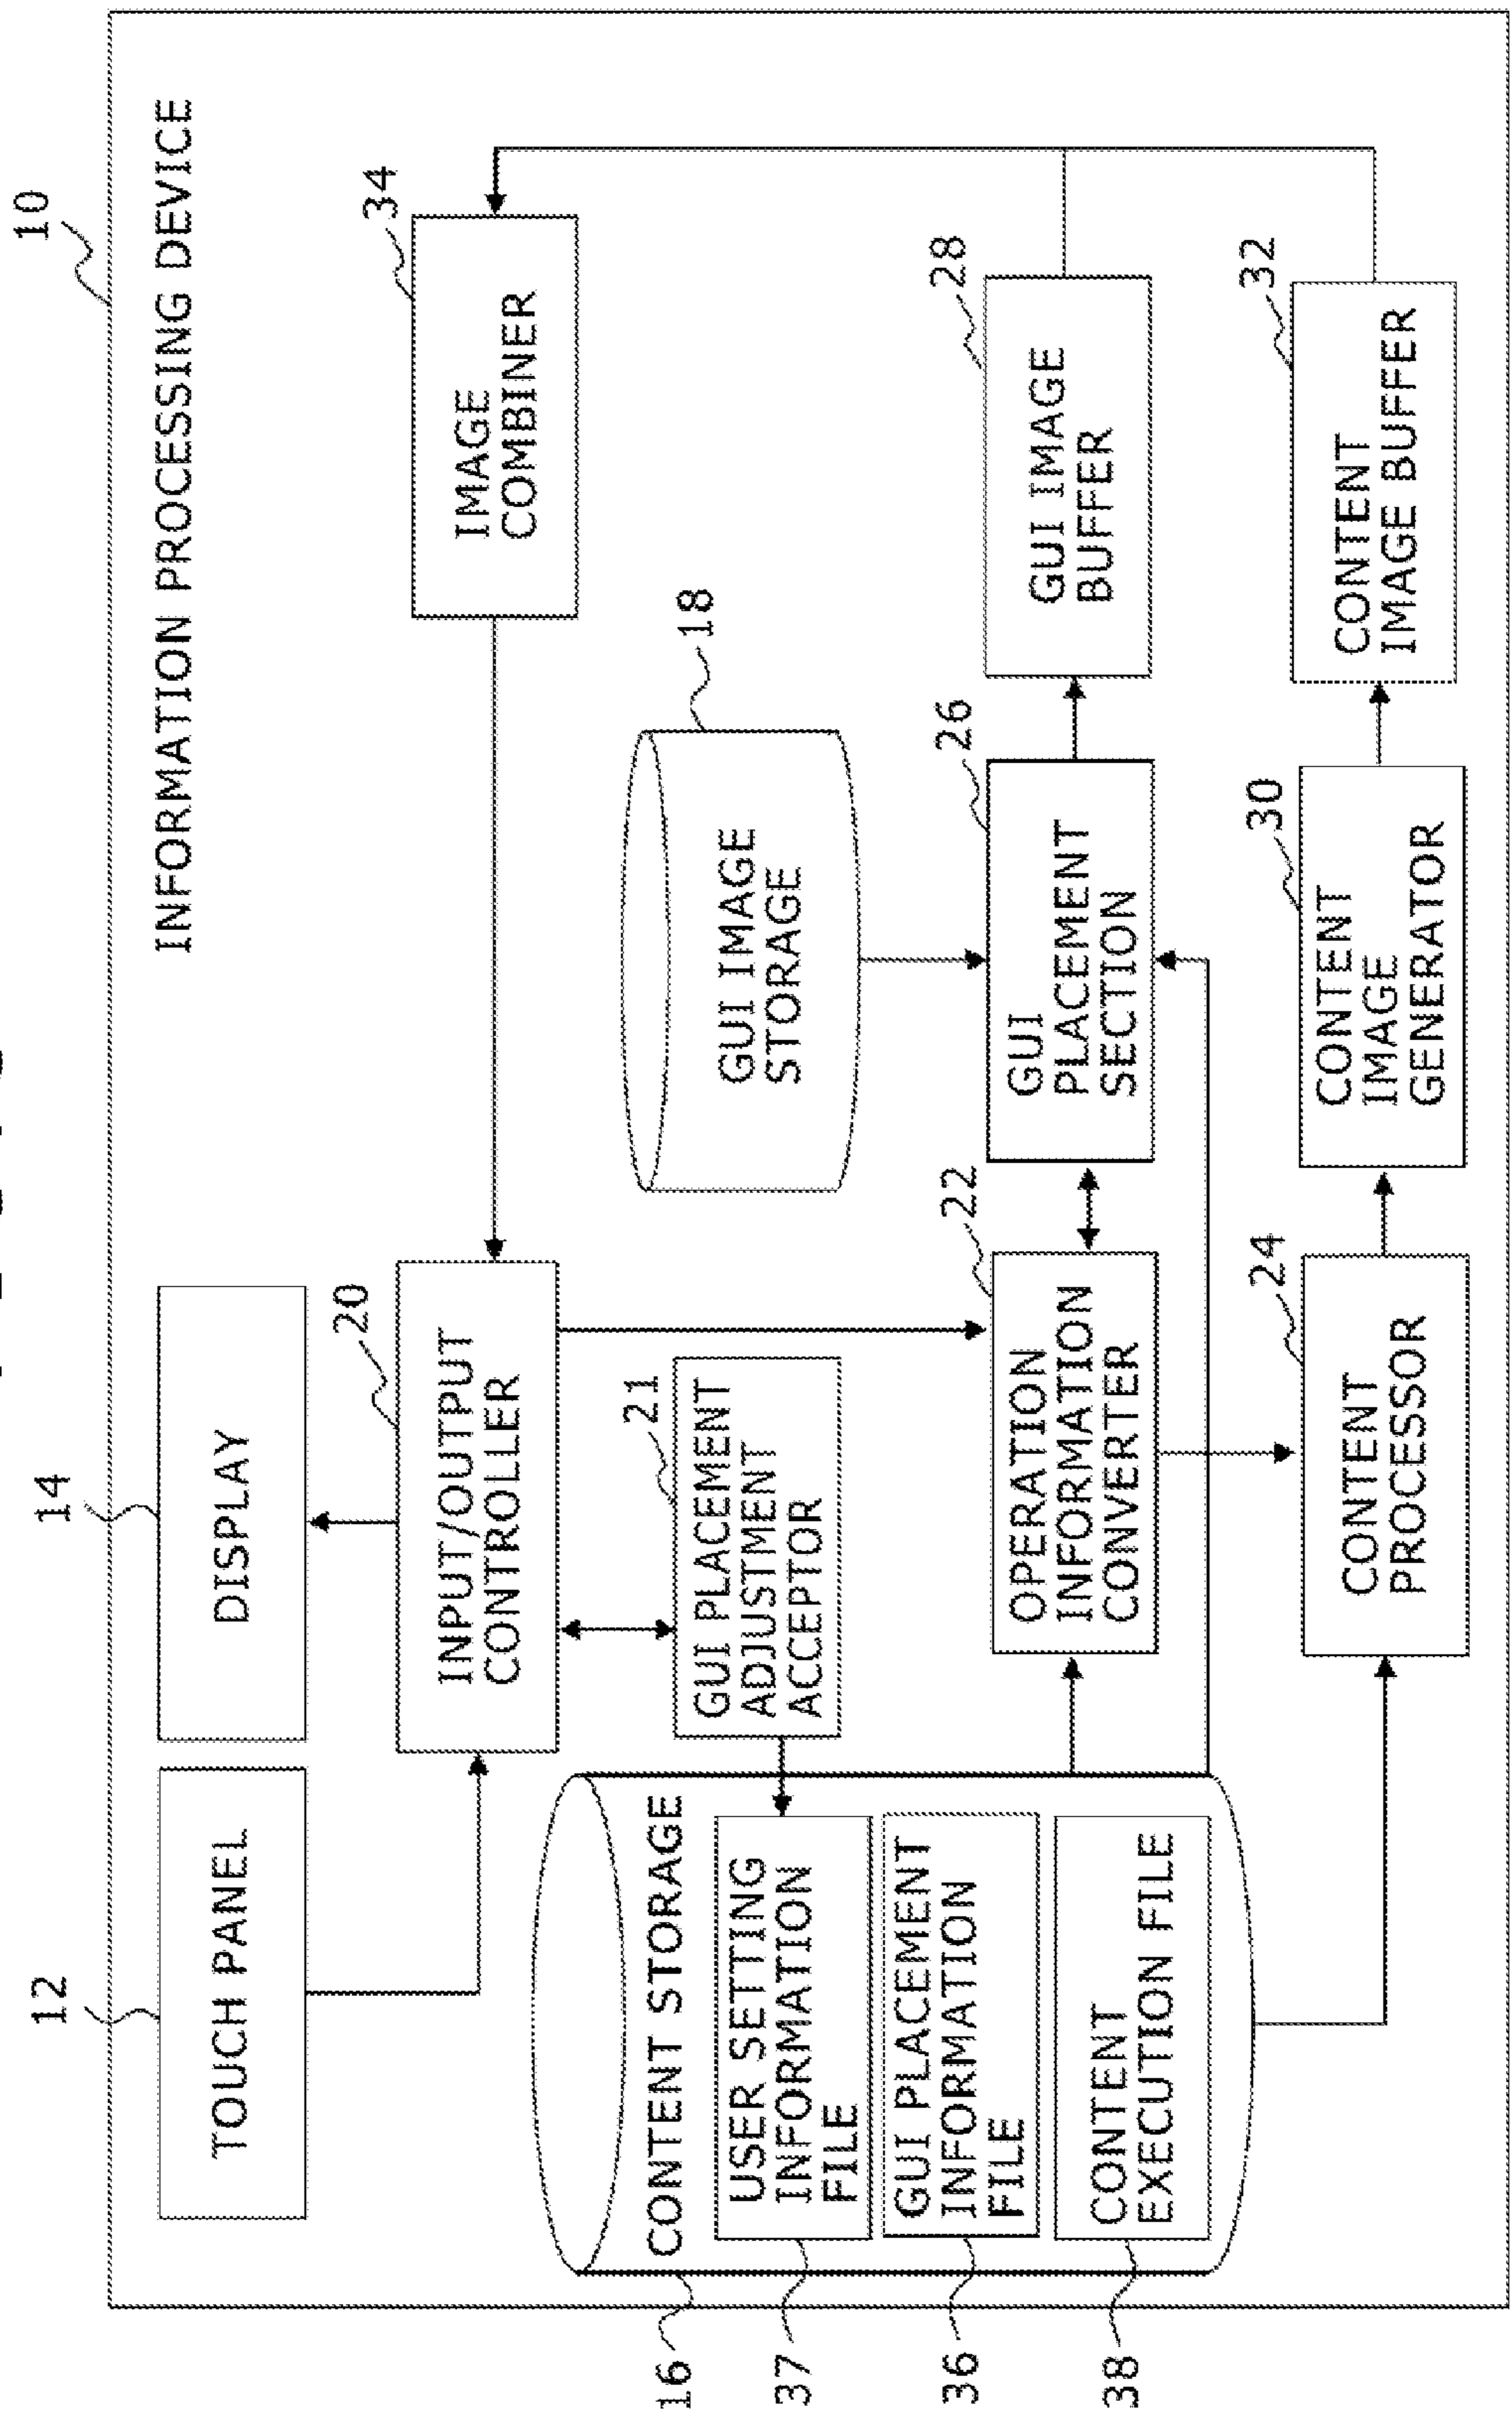 10
INFORMATION PROCESSING DEVICE
12
TOUCH PANEL
14
DISPLAY
20
INPUT/OUTPUT
CONTROLLER
34
IMAGE
COMBINER
16
CONTENT STORAGE
37
USER SETTING
INFORMATION
FILE
36
GUI PLACEMENT
INFORMATION
FILE
38
CONTENT
EXECUTION FILE
21
GUI PLACEMENT
ADJUSTMENT
ACCEPTOR
18
GUI IMAGE
STORAGE
22
OPERATION
INFORMATION
CONVERTER
26
GUI
PLACEMENT
SECTION
28
GUI IMAGE
BUFFER
24
CONTENT
PROCESSOR
30
CONTENT
IMAGE
GENERATOR
32
CONTENT
IMAGE BUFFER